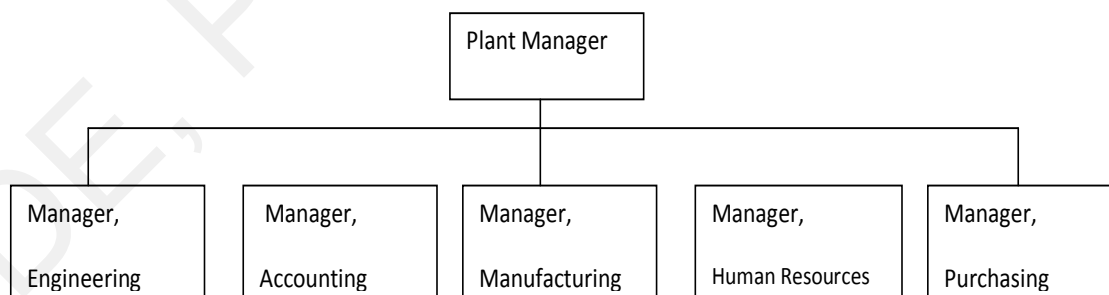 Plant Manager
Manager,
Engineering
Manager,
Accounting
Manager,
Manufacturing
Manager,
Human Resources
Manager,
Purchasing